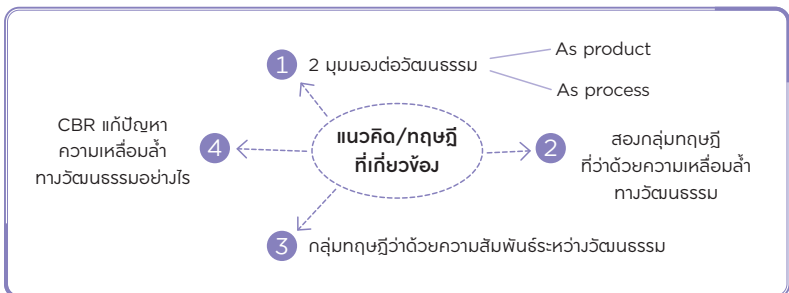 แนวคิด/ทฤษฎี
ที่เกี่ยวข้อง
1 2 มุมมองต่อวัฒนธรรม
As product
As process
2 สองกลุ่มทฤษฎี
ที่ว่าด้วยความเหลื่อมล้ำ
ทางวัฒนธรรม
3 กลุ่มทฤษฎีว่าด้วยความสัมพันธ์ระหว่างวัฒนธรรม
CBR แก้ปัญหา
4 ความเหลื่อมล้ำ
ทางวัฒนธรรมอย่างไร